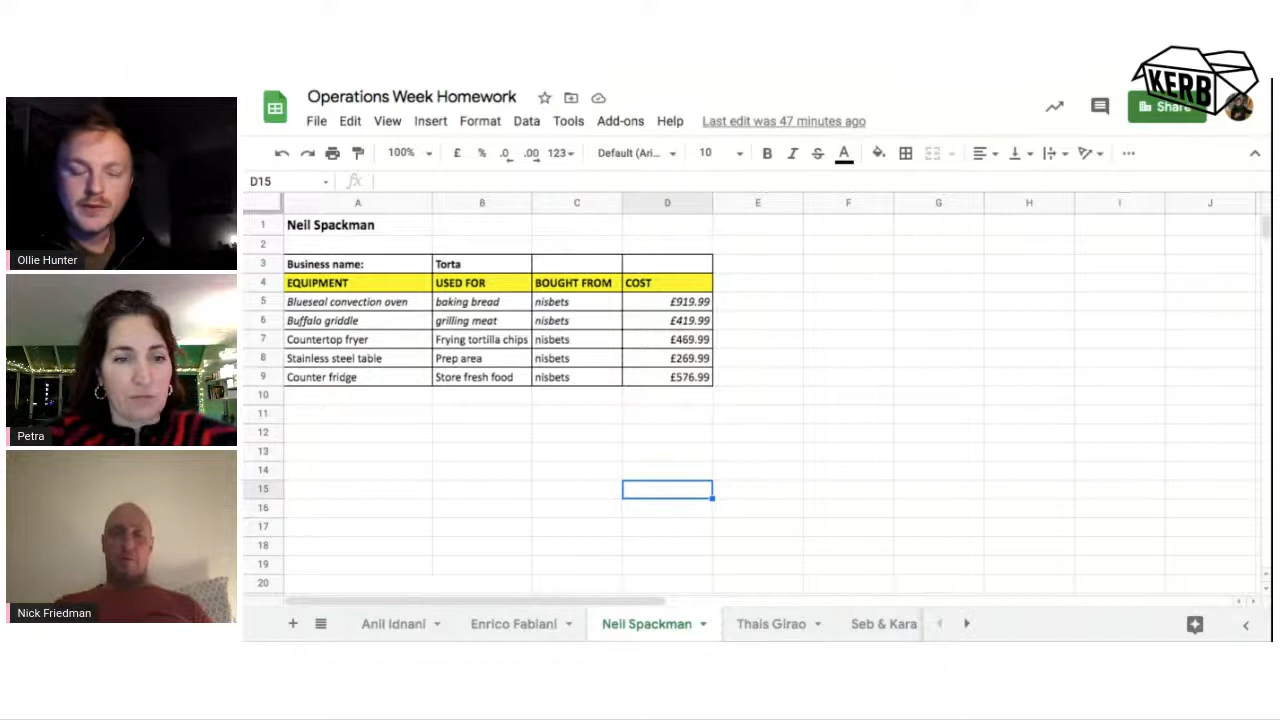 KERB
Operations Week Homework
Share
File Edit View Insert Format Data Tools Add-ons Help Last edit was 47 minutes ago
100% £ % .0 .00 123 Default (Ari... 10 B I S A ...
D15 fx
A B C D E F G H I J
1 Neil Spackman
2
3 Business name: Torta
4 EQUIPMENT USED FOR BOUGHT FROM COST
5 Blueseal convection oven baking bread nisbets £919.99
6 Buffalo griddle grilling meat nisbets £419.99
7 Countertop fryer Frying tortilla chips nisbets £469.99
8 Stainless steel table Prep area nisbets £269.99
9 Counter fridge Store fresh food nisbets £576.99
10
11
12
13
14
15
16
17
18
19
20
+ Anil Idnani Enrico Fabiani Neil Spackman Thais Girao Seb & Kara
Ollie Hunter
Petra
Nick Friedman